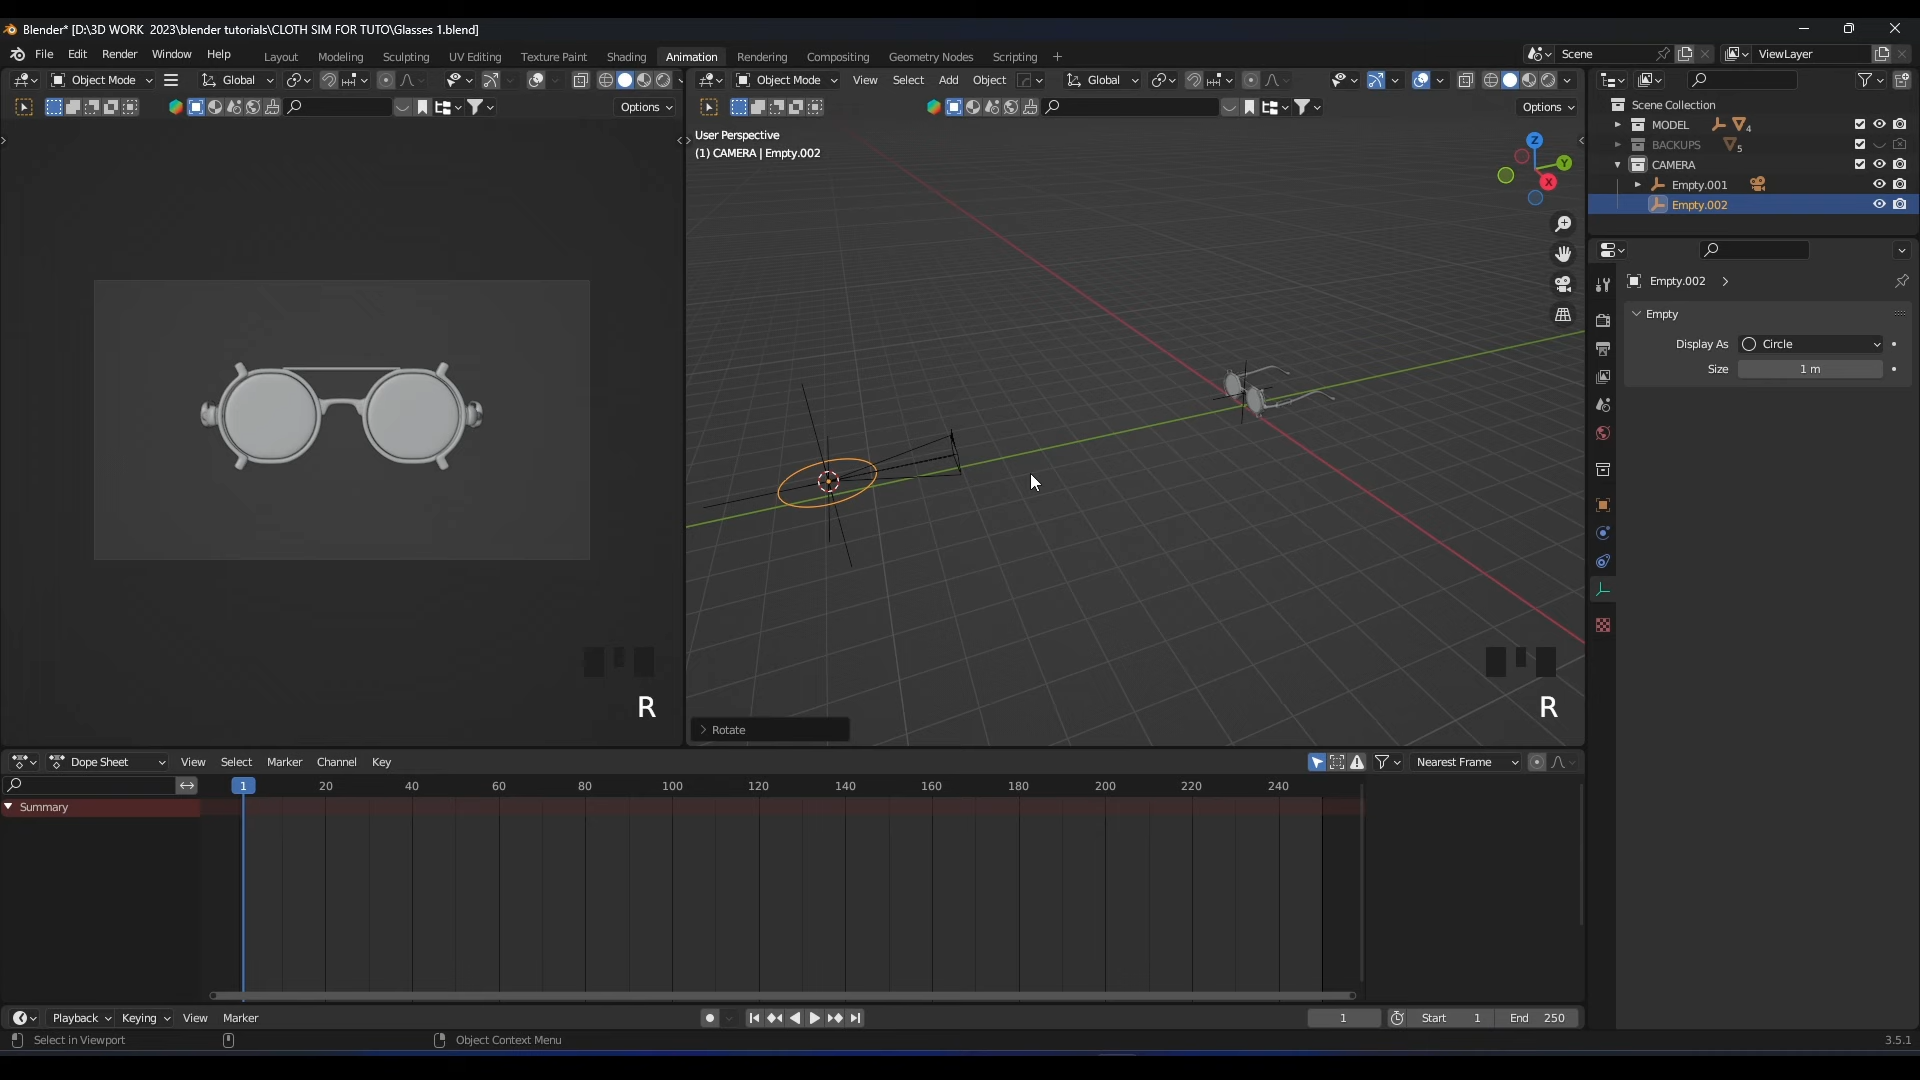 Blender* [D:\3D WORK 2023\blender tutorials\CLOTH SIM FOR TUTO\Glasses 1.blend]
File Edit Render Window Help Layout Modeling Sculpting UV Editing Texture Paint Shading Animation Rendering Compositing Geometry Nodes Scripting + Scene ViewLayer
Object Mode Global Object Mode View Select Add Object Global
Options Options
User Perspective
(1) CAMERA | Empty.002
Z
Y
X
Scene Collection
MODEL 4
BACKUPS 5
CAMERA
Empty.001
Empty.002
Empty.002
Empty
Display As Circle
Size 1 m
R
R
Rotate
Dope Sheet View Select Marker Channel Key Nearest Frame
1 20 40 60 80 100 120 140 160 180 200 220 240
Summary
Playback Keying View Marker 1 Start 1 End 250
Select in Viewport Object Context Menu 3.5.1